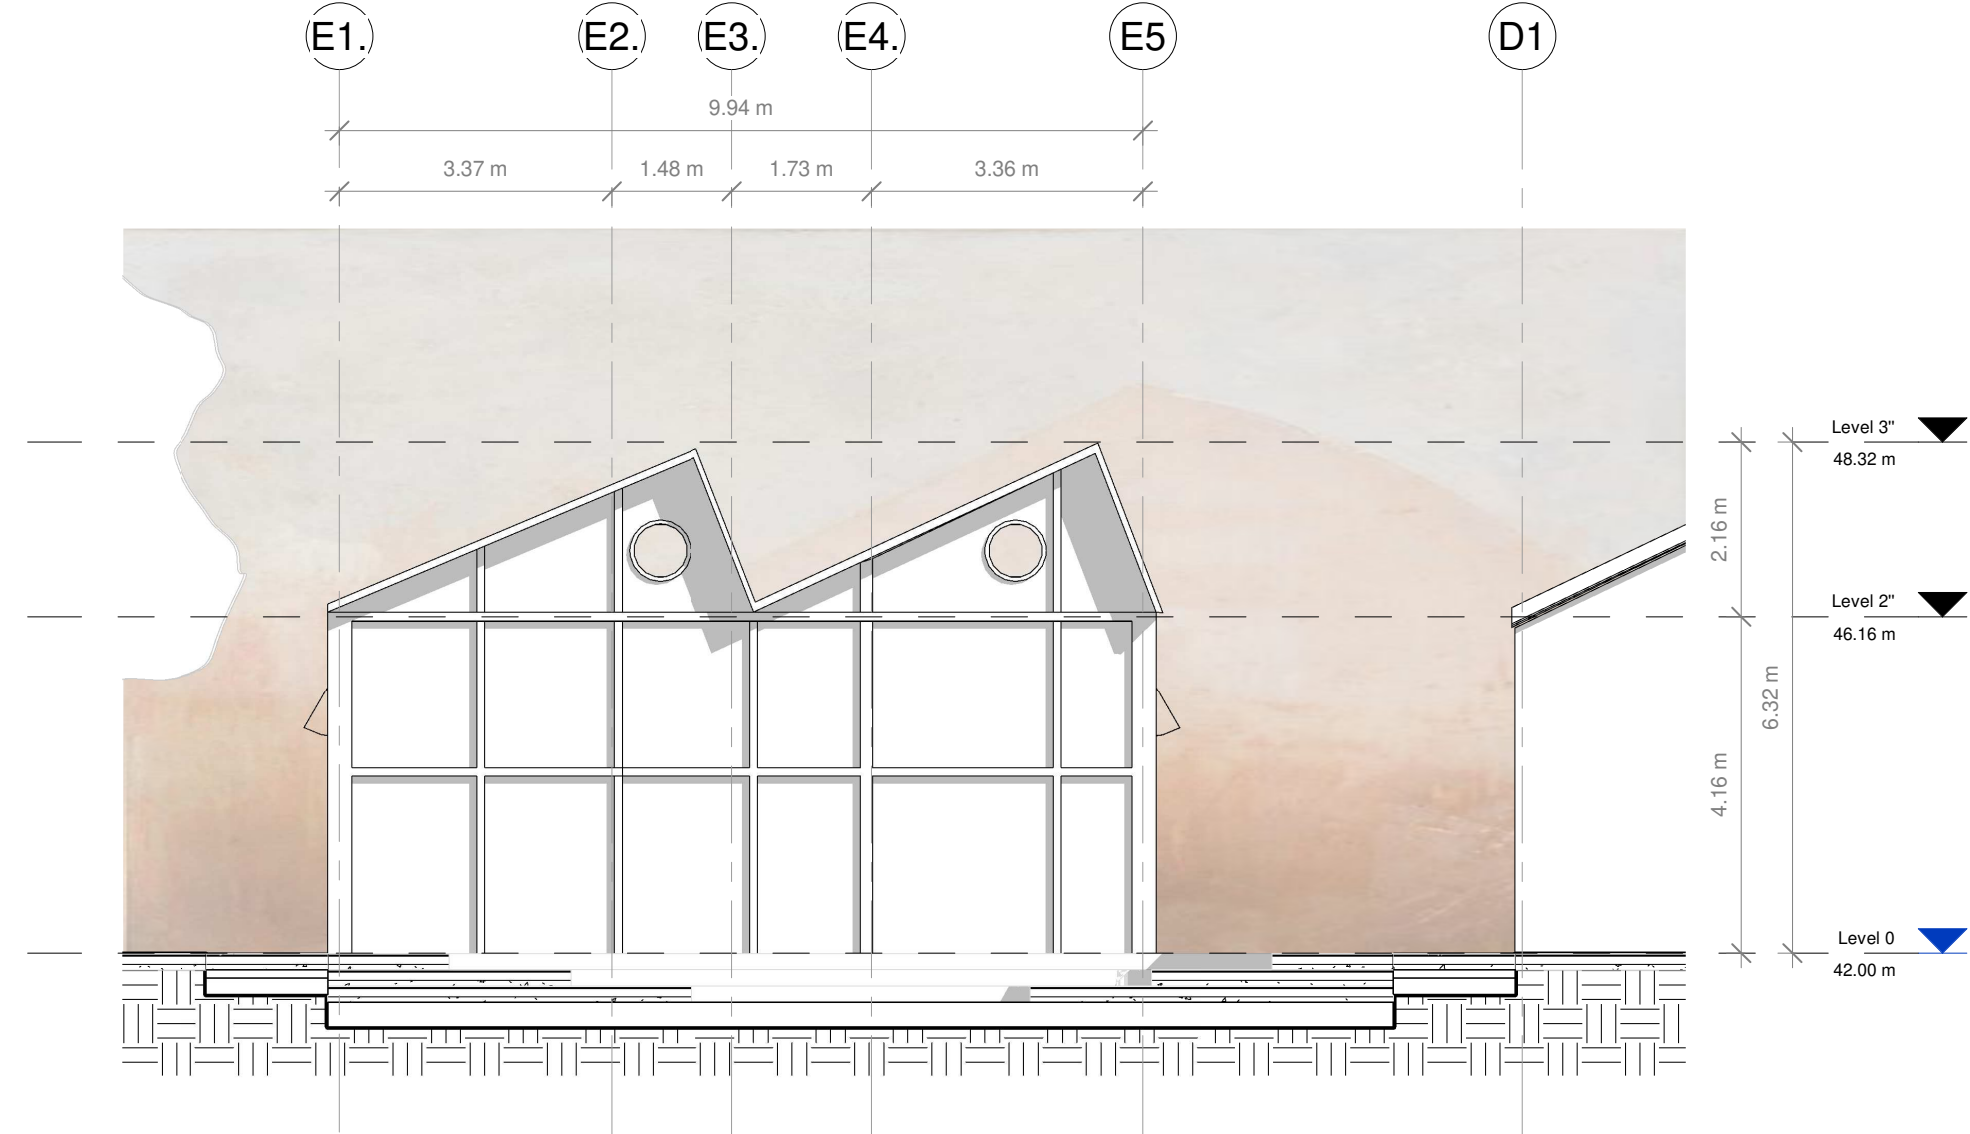 E1. E2. E3. E4. E5 D1
9.94 m
3.37 m 1.48 m 1.73 m 3.36 m
Level 3"
48.32 m
2.16 m
Level 2"
46.16 m
6.32 m
4.16 m
Level 0
42.00 m